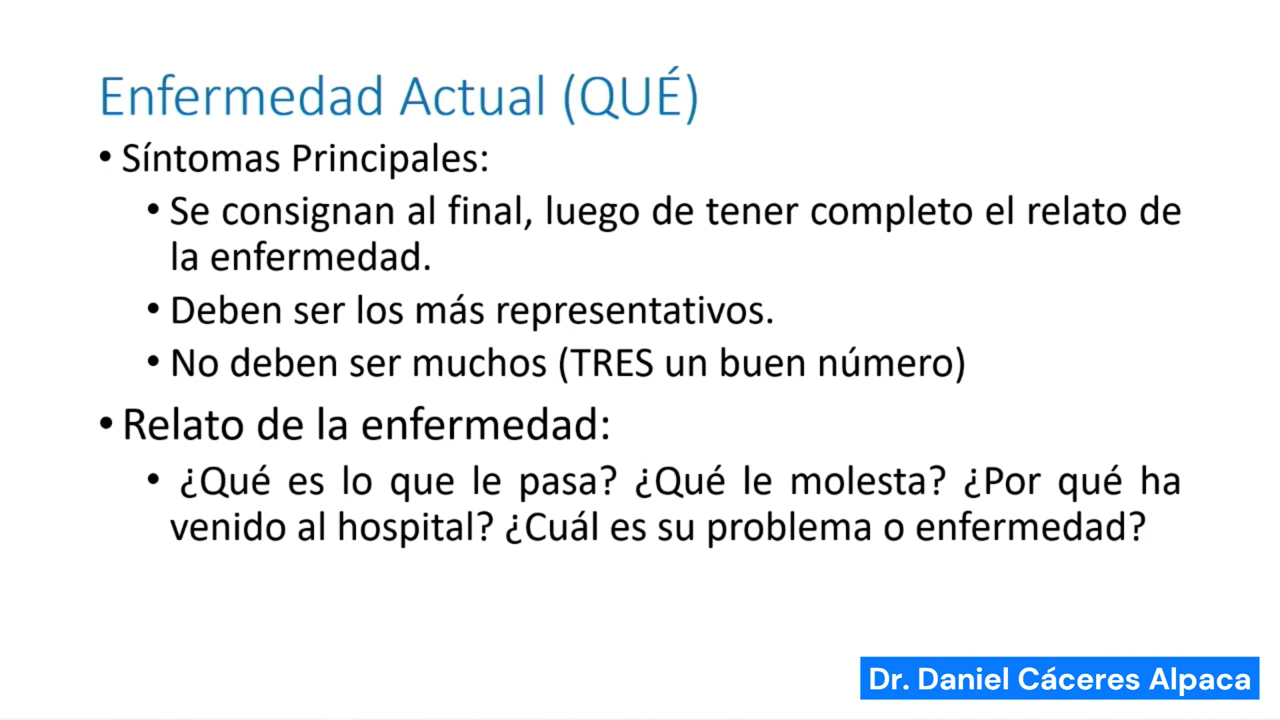 Enfermedad Actual (QUÉ)
• Síntomas Principales:
• Se consignan al final, luego de tener completo el relato de
la enfermedad.
• Deben ser los más representativos.
• No deben ser muchos (TRES un buen número)
• Relato de la enfermedad:
• ¿Qué es lo que le pasa? ¿Qué le molesta? ¿Por qué ha
venido al hospital? ¿Cuál es su problema o enfermedad?
Dr. Daniel Cáceres Alpaca